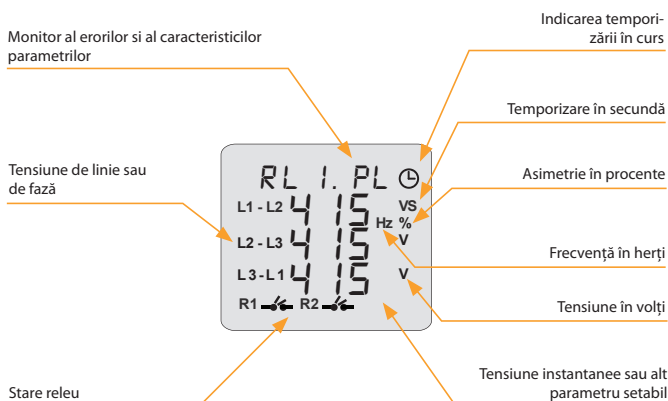 Indicarea tempori-
zării în curs
Monitor al erorilor si al caracteristicilor
parametrilor
Temporizare în secundă
Tensiune de linie sau
de fază
Asimetrie în procente
RL 1. PL
L1 - L2 415 VS
Hz %
L2 - L3 415 V
L3 - L1 415 V
R1 R2
Frecvență în herți
Tensiune în volți
Stare releu
Tensiune instantanee sau alt
parametru setabil